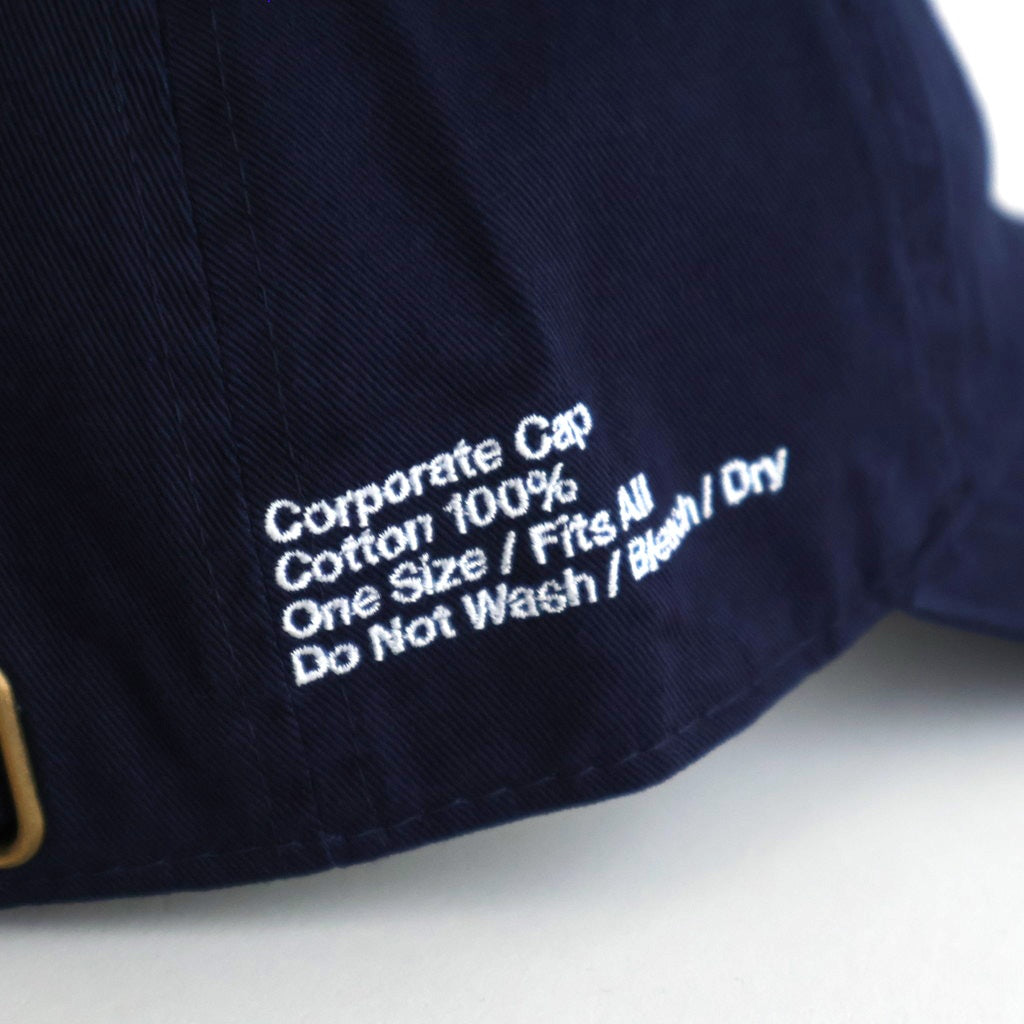 Corporate Cap
Cotton 100%
One Size / Fits All
Do Not Wash / Bleach / Dry